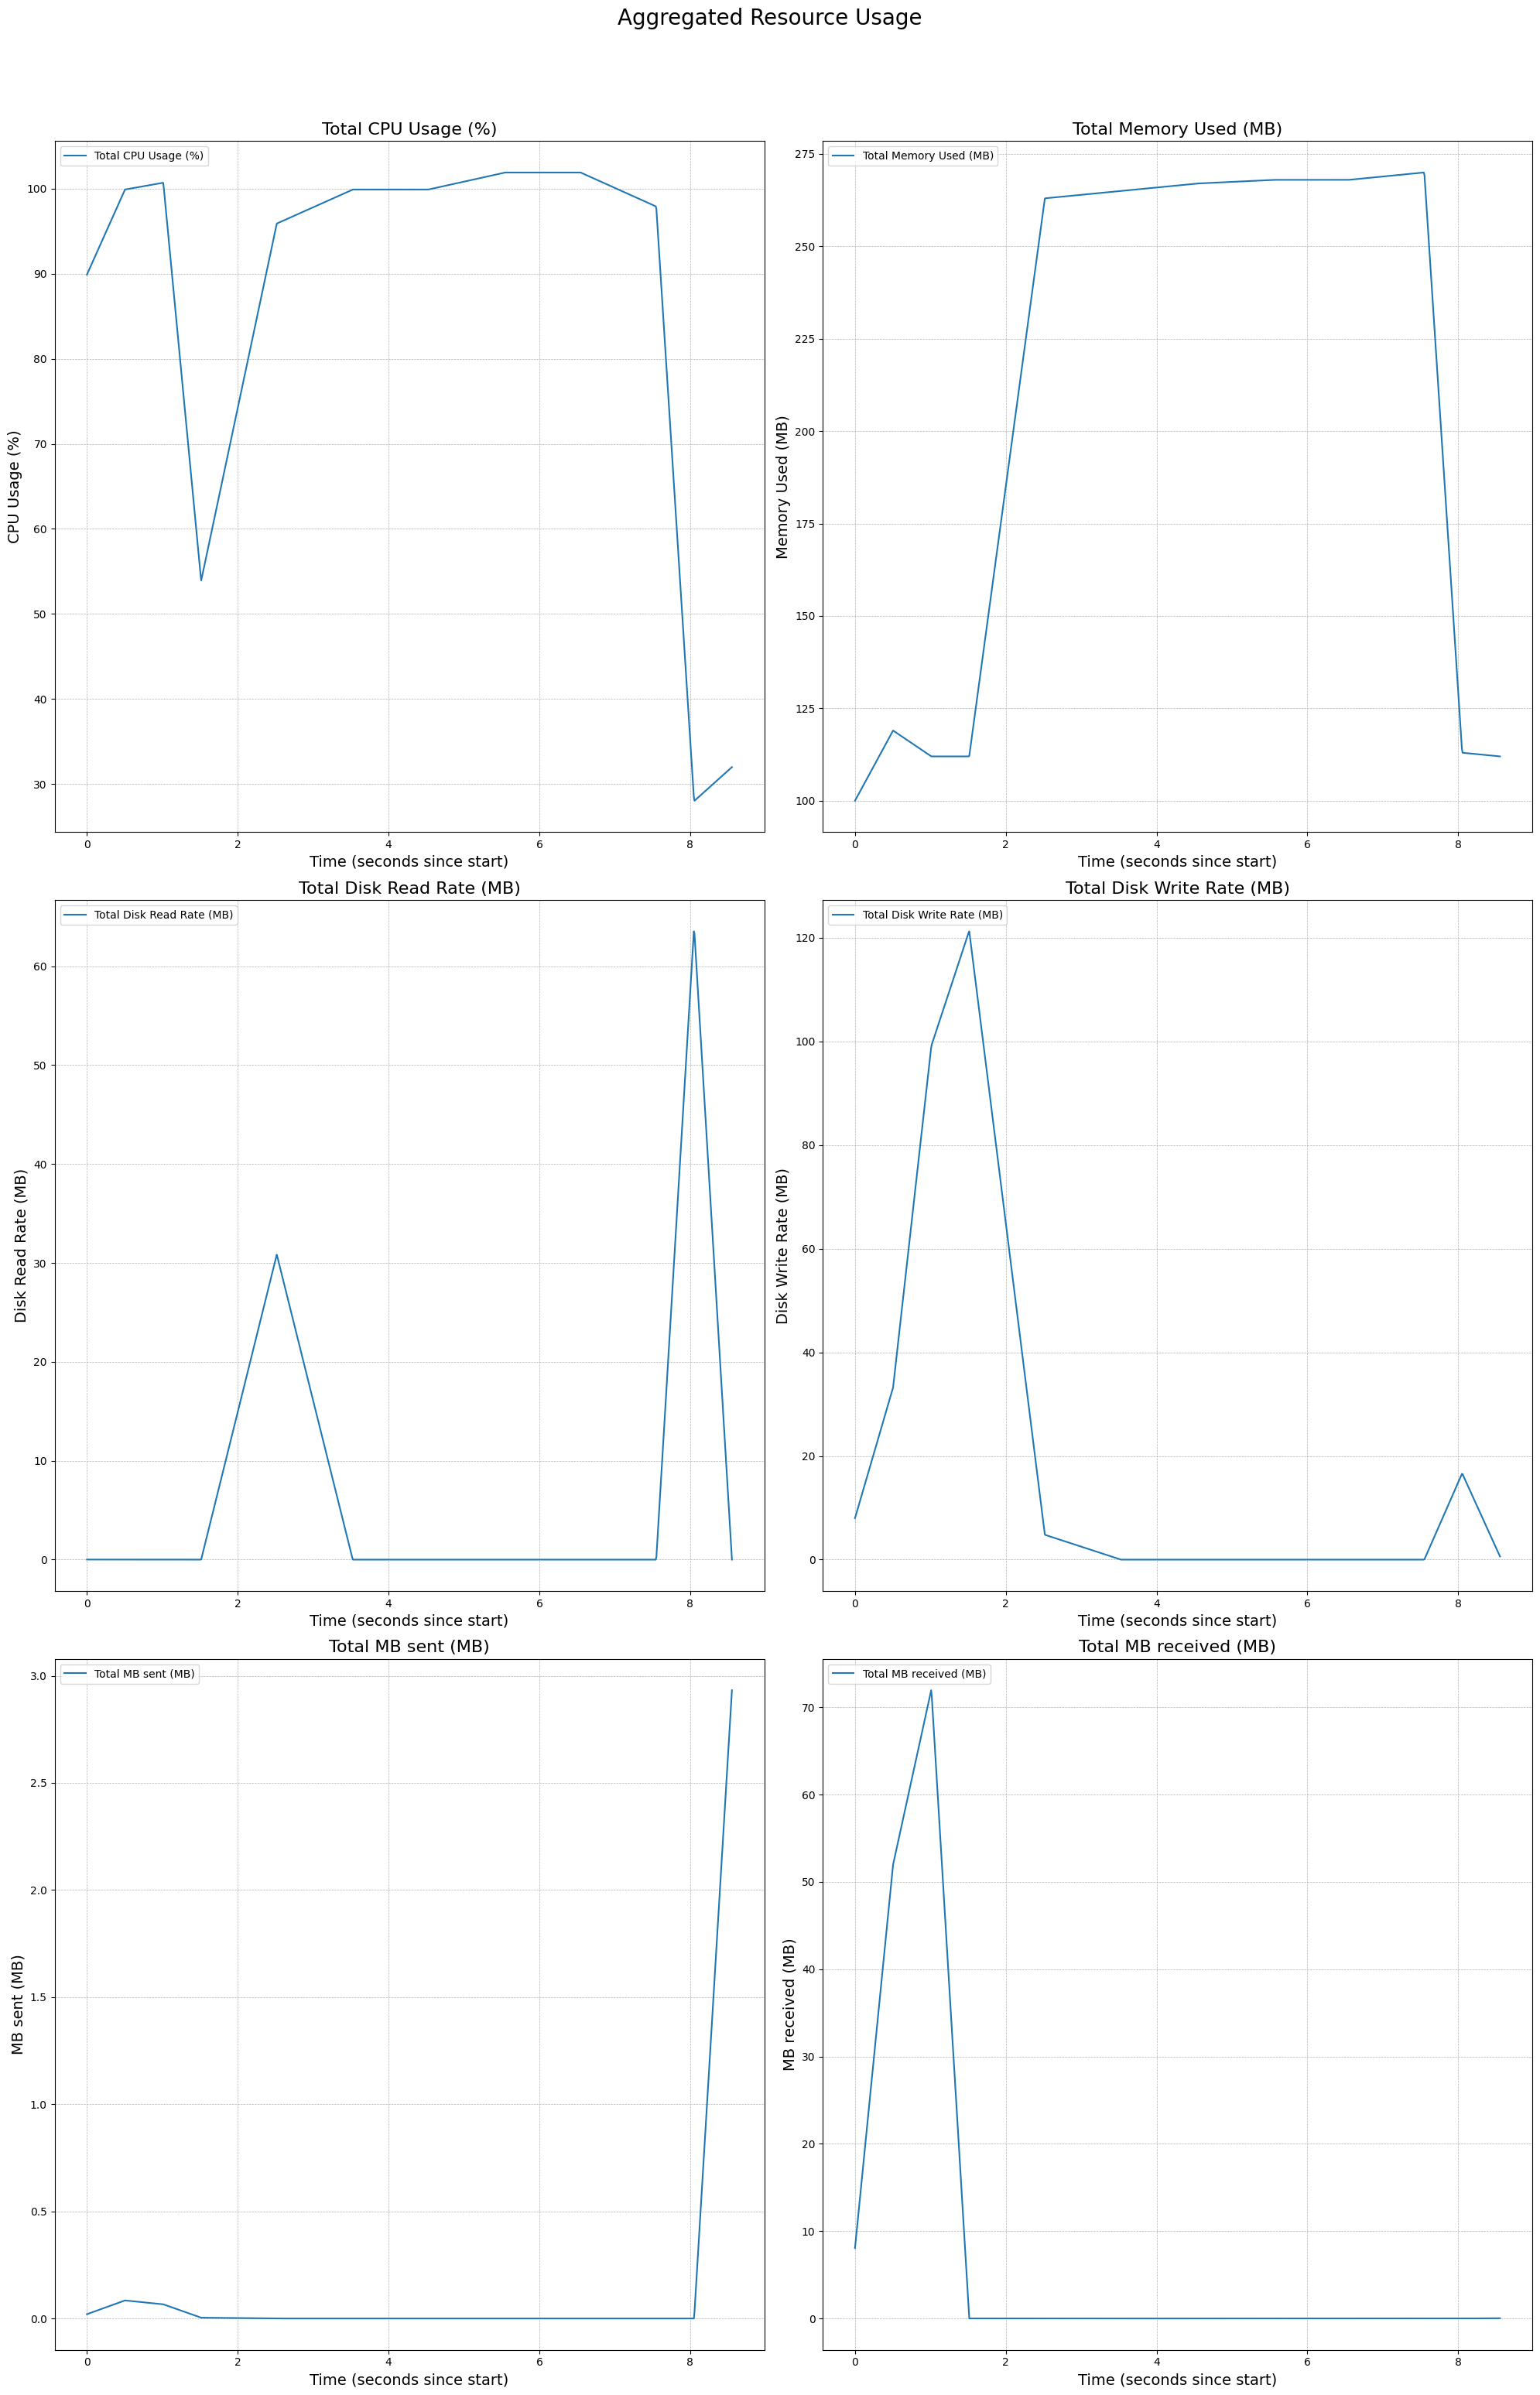 Aggregated Resource Usage
Total CPU Usage (%)
Total CPU Usage (%)
CPU Usage (%)
100
90
80
70
60
50
40
30
0 2 4 6 8
Time (seconds since start)
Total Memory Used (MB)
Total Memory Used (MB)
Memory Used (MB)
275
250
225
200
175
150
125
100
0 2 4 6 8
Time (seconds since start)
Total Disk Read Rate (MB)
Total Disk Read Rate (MB)
Disk Read Rate (MB)
60
50
40
30
20
10
0
0 2 4 6 8
Time (seconds since start)
Total Disk Write Rate (MB)
Total Disk Write Rate (MB)
Disk Write Rate (MB)
120
100
80
60
40
20
0
0 2 4 6 8
Time (seconds since start)
Total MB sent (MB)
Total MB sent (MB)
MB sent (MB)
3.0
2.5
2.0
1.5
1.0
0.5
0.0
0 2 4 6 8
Time (seconds since start)
Total MB received (MB)
Total MB received (MB)
MB received (MB)
70
60
50
40
30
20
10
0
0 2 4 6 8
Time (seconds since start)